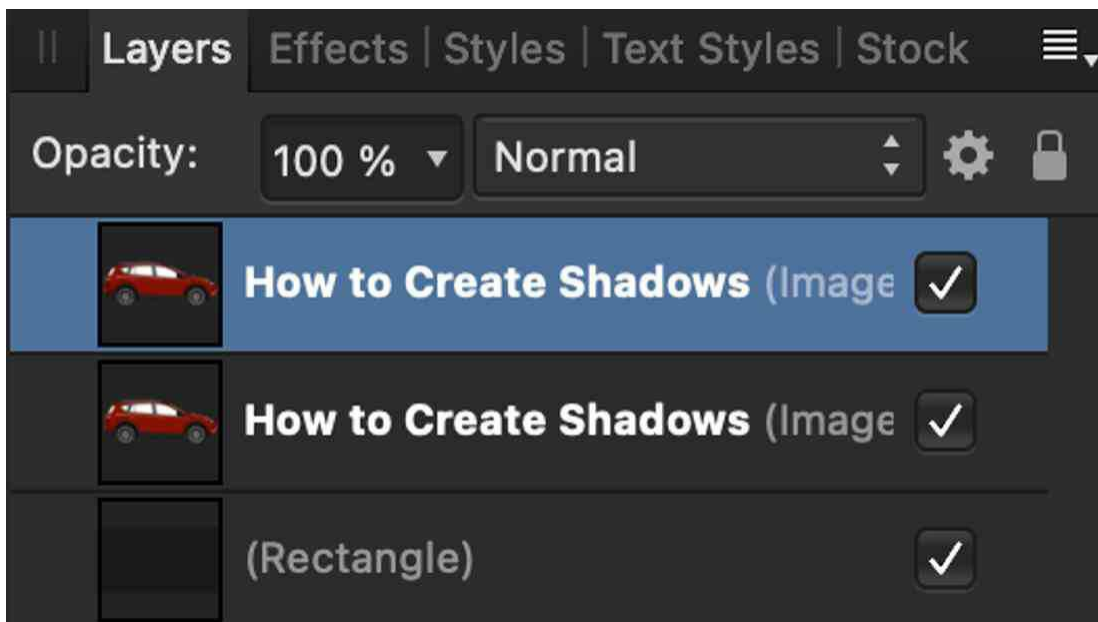 Layers Effects | Styles | Text Styles | Stock
Opacity: 100 % Normal
How to Create Shadows (Image
How to Create Shadows (Image
(Rectangle)